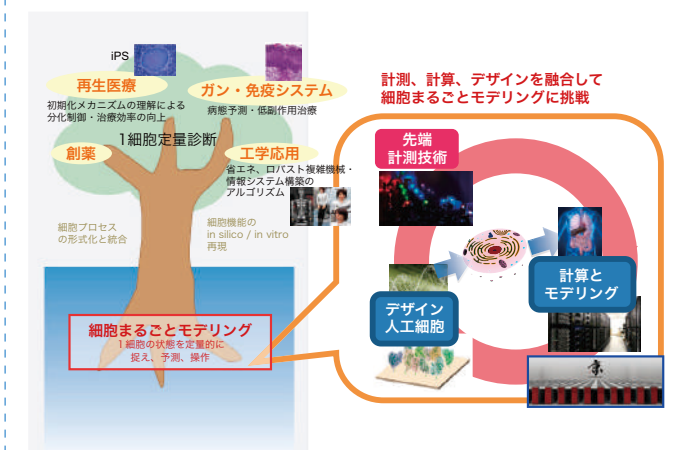 iPS
再生医療
初期化メカニズムの理解による
分化制御・治療効率の向上
ガン・免疫システム
病態予測・低副作用治療
1細胞定量診断
創薬
工学応用
省エネ、ロバスト複雑機械・
情報システム構築の
アルゴリズム
細胞プロセス
の形式化と統合
細胞機能の
in silico / in vitro
再現
細胞まるごとモデリング
1細胞の状態を定量的に
捉え、予測、操作
計測、計算、デザインを融合して
細胞まるごとモデリングに挑戦
先端
計測技術
計算と
モデリング
デザイン
人工細胞
京